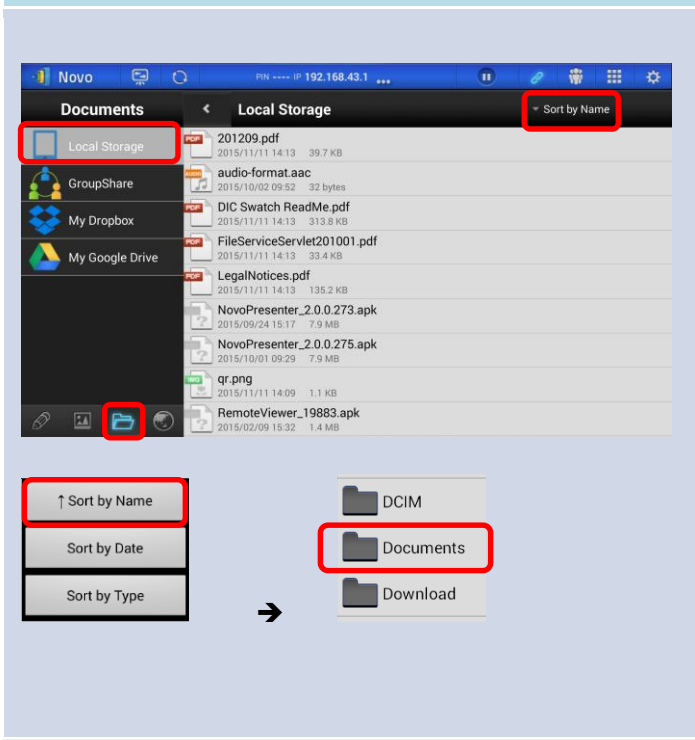 Novo
PIN ---- IP 192.168.43.1 ...
Documents
Local Storage
Sort by Name
Local Storage
GroupShare
My Dropbox
My Google Drive
PDF
201209.pdf
2015/11/11 14:13 39.7 KB
AUDIO
audio-format.aac
2015/10/02 09:52 32 bytes
PDF
DIC Swatch ReadMe.pdf
2015/11/11 14:13 313.8 KB
PDF
FileServiceServlet201001.pdf
2015/11/11 14:13 33.4 KB
PDF
LegalNotices.pdf
2015/11/11 14:13 135.2 KB
?
NovoPresenter_2.0.0.273.apk
2015/09/24 15:17 7.9 MB
?
NovoPresenter_2.0.0.275.apk
2015/10/01 09:29 7.9 MB
qr.png
2015/11/11 14:09 1.1 KB
?
RemoteViewer_19883.apk
2015/02/09 15:32 1.4 MB
↑ Sort by Name
Sort by Date
Sort by Type
➔
DCIM
Documents
Download